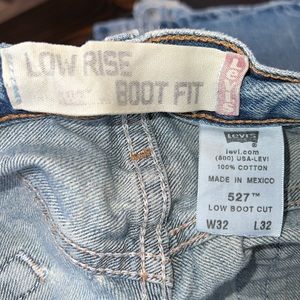 LOW RISE
BOOT FIT
LEVI'S
LEVI'S
levi.com
(800) USA-LEVI
100% COTTON
MADE IN MEXICO
527™
LOW BOOT CUT
W32 L32